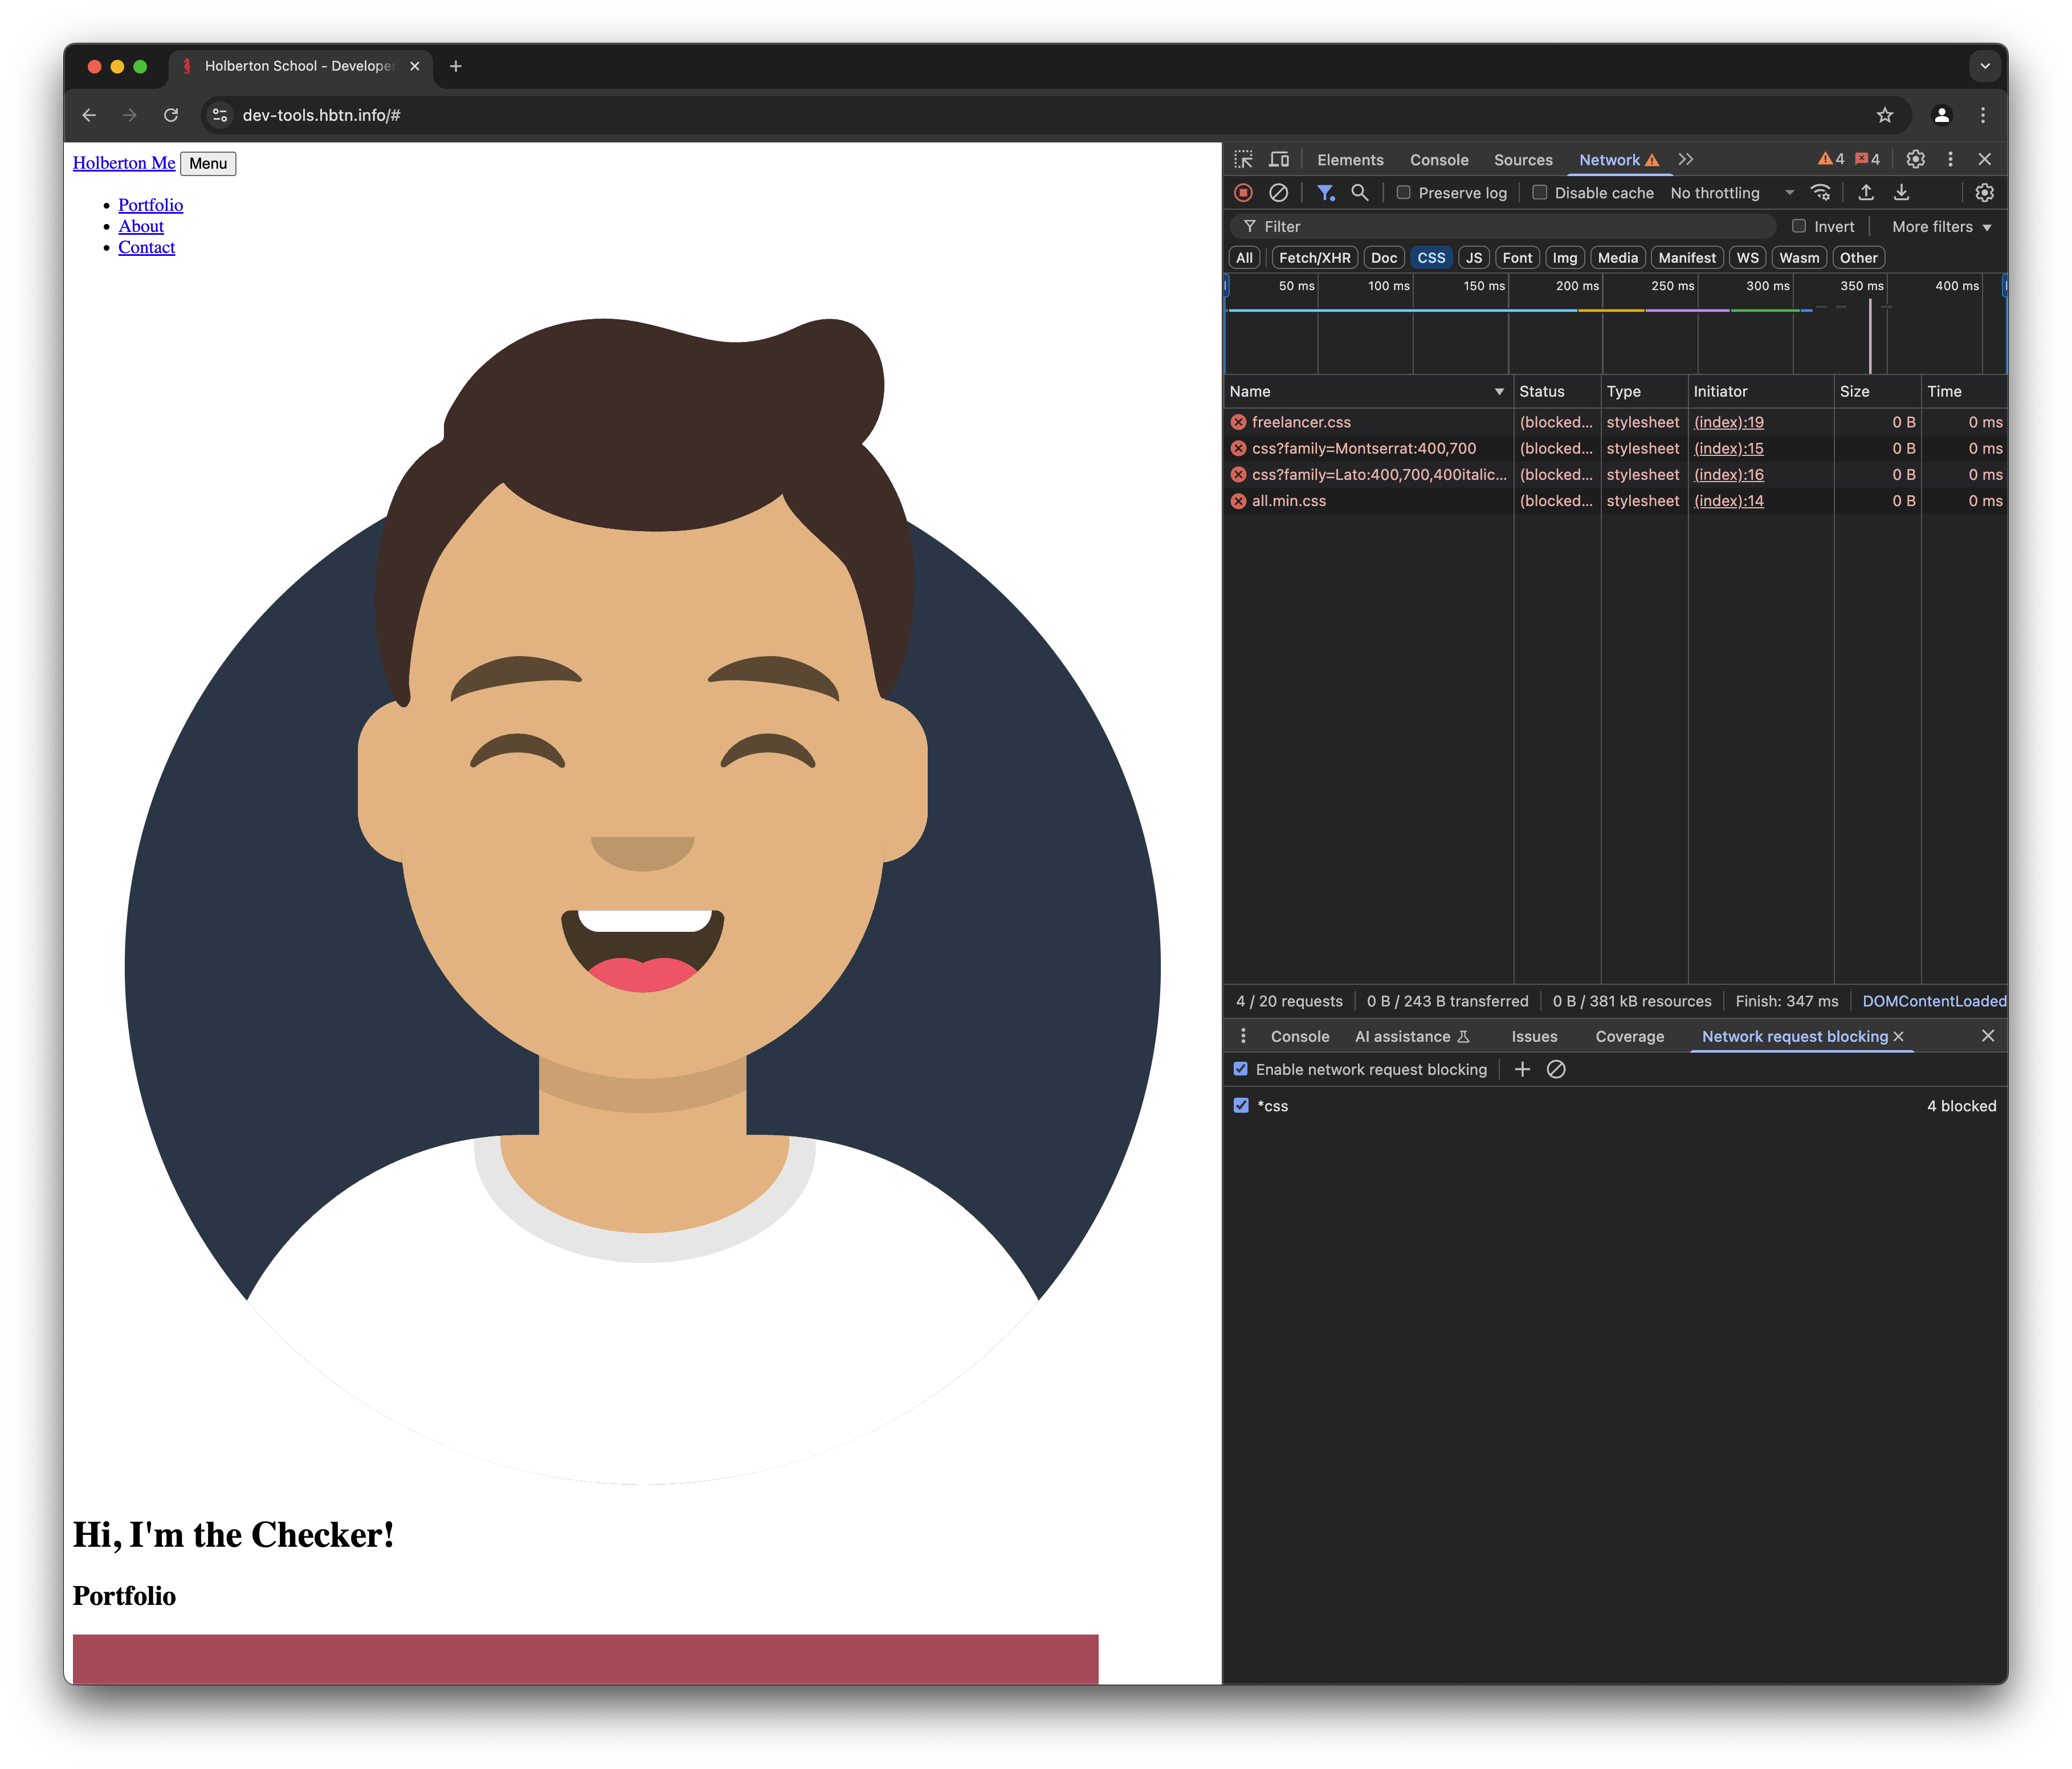 Holberton School - Develope
dev-tools.hbtn.info/#
Holberton Me Menu
Portfolio
About
Contact
Hi, I'm the Checker!
Portfolio
Elements Console Sources Network 4 4
Preserve log Disable cache No throttling
Filter Invert More filters
All Fetch/XHR Doc CSS JS Font Img Media Manifest WS Wasm Other
50 ms 100 ms 150 ms 200 ms 250 ms 300 ms 350 ms 400 ms
Name Status Type Initiator Size Time
freelancer.css (blocked... stylesheet (index):19 0 B 0 ms
css?family=Montserrat:400,700 (blocked... stylesheet (index):15 0 B 0 ms
css?family=Lato:400,700,400italic... (blocked... stylesheet (index):16 0 B 0 ms
all.min.css (blocked... stylesheet (index):14 0 B 0 ms
4 / 20 requests 0 B / 243 B transferred 0 B / 381 kB resources Finish: 347 ms DOMContentLoaded
Console AI assistance Issues Coverage Network request blocking
Enable network request blocking
*css 4 blocked